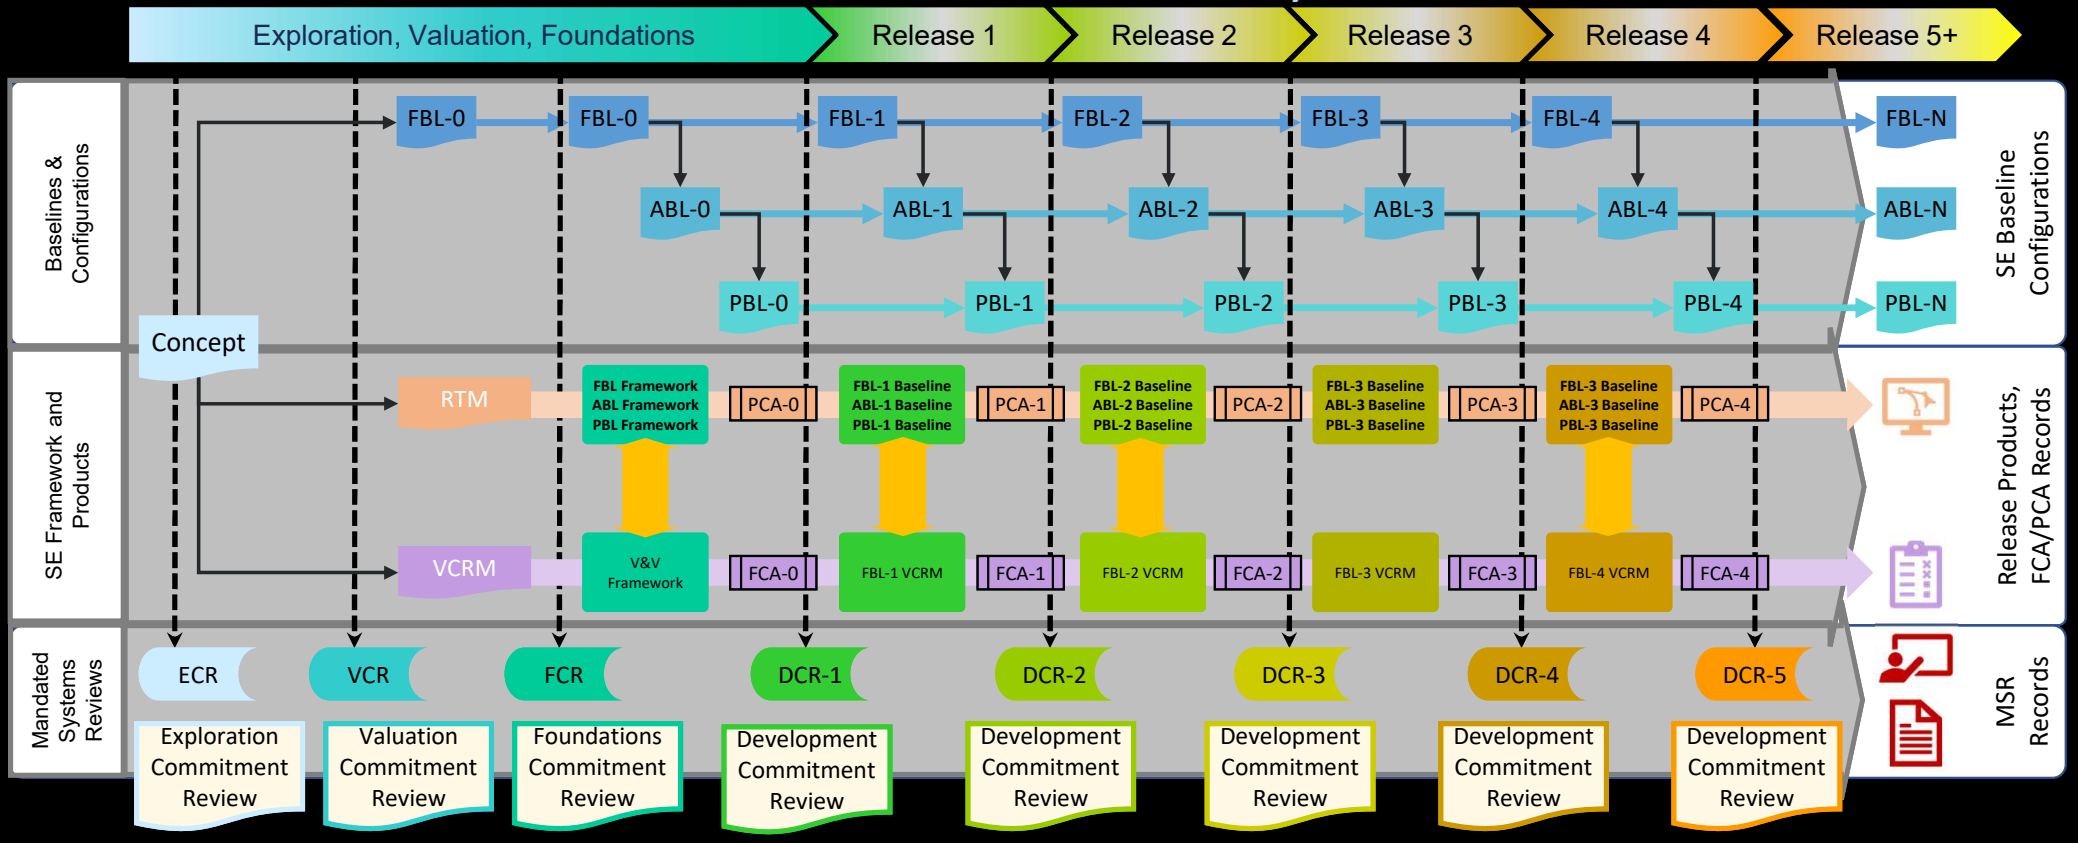 Exploration, Valuation, Foundations
Release 1
Release 2
Release 3
Release 4
Release 5+
Baselines &
Configurations
FBL-0
FBL-0
FBL-1
FBL-2
FBL-3
FBL-4
FBL-N
ABL-0
ABL-1
ABL-2
ABL-3
ABL-4
ABL-N
PBL-0
PBL-1
PBL-2
PBL-3
PBL-4
PBL-N
SE Baseline
Configurations
Concept
SE Framework and
Products
RTM
FBL Framework
ABL Framework
PBL Framework
PCA-0
FBL-1 Baseline
ABL-1 Baseline
PBL-1 Baseline
PCA-1
FBL-2 Baseline
ABL-2 Baseline
PBL-2 Baseline
PCA-2
FBL-3 Baseline
ABL-3 Baseline
PBL-3 Baseline
PCA-3
FBL-3 Baseline
ABL-3 Baseline
PBL-3 Baseline
PCA-4
VCRM
V&V
Framework
FCA-0
FBL-1 VCRM
FCA-1
FBL-2 VCRM
FCA-2
FBL-3 VCRM
FCA-3
FBL-4 VCRM
FCA-4
Release Products,
FCA/PCA Records
Mandated
Systems
Reviews
ECR
VCR
FCR
DCR-1
DCR-2
DCR-3
DCR-4
DCR-5
Exploration
Commitment
Review
Valuation
Commitment
Review
Foundations
Commitment
Review
Development
Commitment
Review
Development
Commitment
Review
Development
Commitment
Review
Development
Commitment
Review
Development
Commitment
Review
MSR
Records